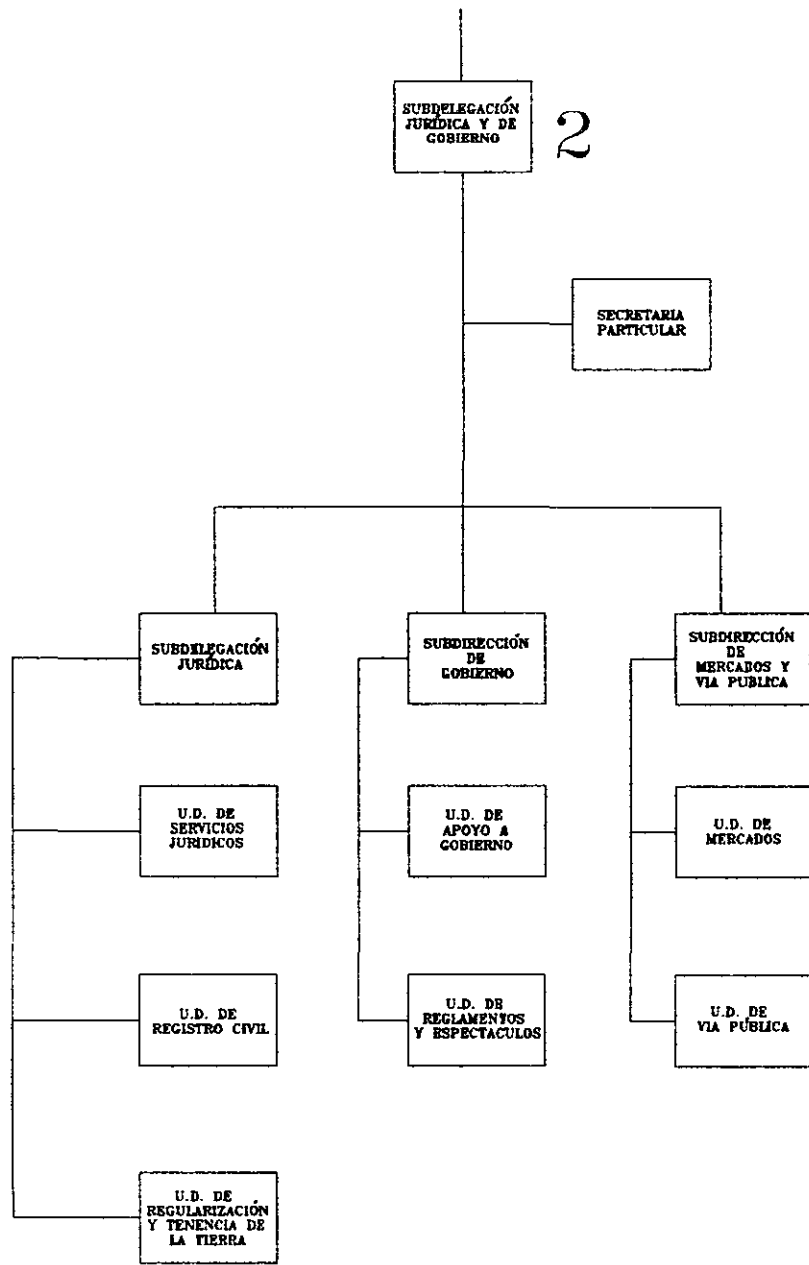 SUBDELEGACIÓN
JURÍDICA Y DE
GOBIERNO
2
SECRETARIA
PARTICULAR
SUBDELEGACIÓN
JURÍDICA
SUBDIRECCIÓN
DE
GOBIERNO
SUBDIRECCIÓN
DE
MERCADOS Y
VIA PUBLICA
U.D. DE
SERVICIOS
JURIDICOS
U.D. DE
APOYO A
GOBIERNO
U.D. DE
MERCADOS
U.D. DE
REGISTRO CIVIL
U.D. DE
REGLAMENTOS
Y ESPECTACULOS
U.D. DE
VIA PÚBLICA
U.D. DE
REGULARIZACIÓN
Y TENENCIA DE
LA TIERRA